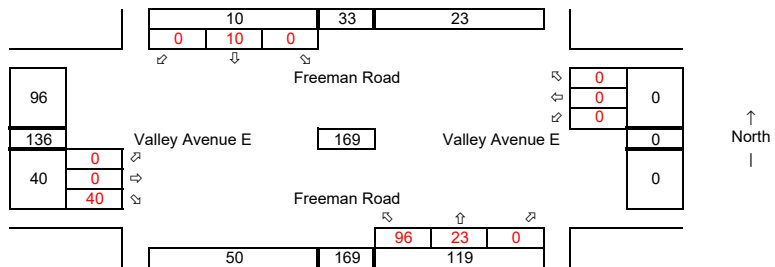 10 33 23
0 10 0
⬃ ⇩ ⬂
Freeman Road
⬁ 0
96 ⇦ 0 0
⬃ 0
136 Valley Avenue E 169 Valley Avenue E 0
↑
North
|
0 ⬀
40 0 ⇨ 0
40 ⬂
Freeman Road
⬁ ⇧ ⬀
96 23 0
50 169 119